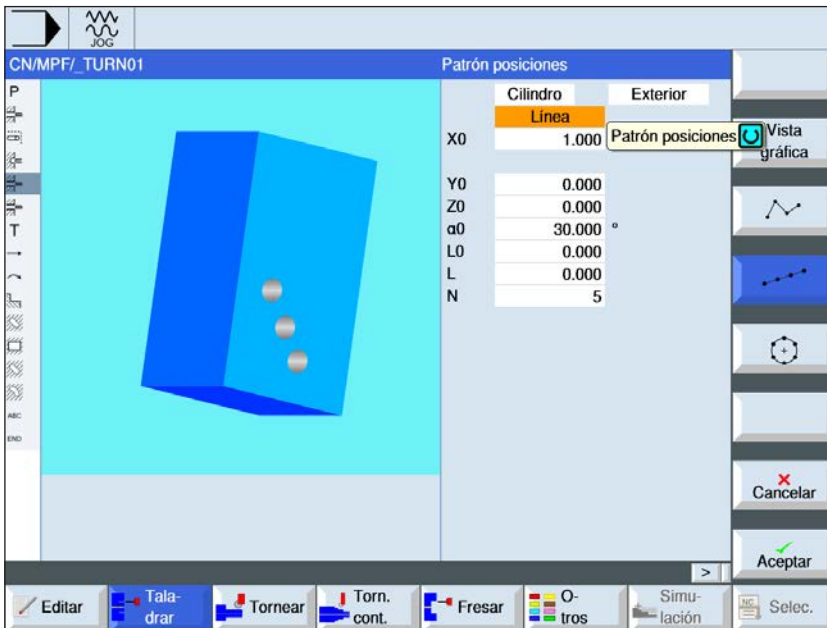 JOG
CN/MPF/_TURN01
Patrón posiciones
Cilindro Exterior
Línea
X0 1.000
Patrón posiciones
Y0 0.000
Z0 0.000
α0 30.000 °
L0 0.000
L 0.000
N 5
P
T
ABC
END
Vista
gráfica
Cancelar
Aceptar
>
Editar
Tala-
drar
Tornear
Torn.
cont.
Fresar
O-
tros
Simu-
lación
NC
Selec.